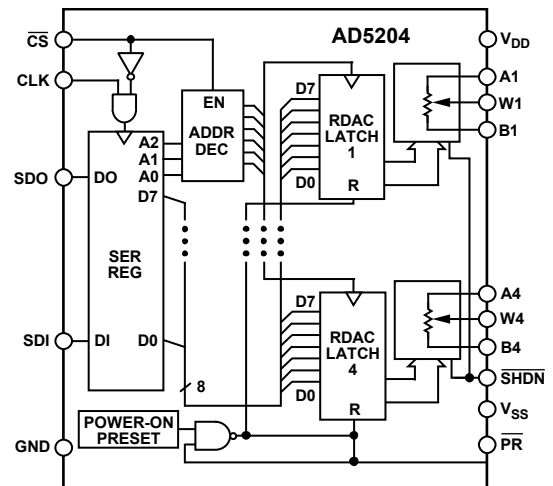 AD5204
CS
CLK
SDO
SDI
GND
EN
ADDR
DEC
A2
A1
A0
D7
DO
SER
REG
DI
D0
8
POWER-ON
PRESET
D7
RDAC
LATCH
1
D0
R
D7
RDAC
LATCH
4
D0
R
VDD
A1
W1
B1
A4
W4
B4
SHDN
VSS
PR